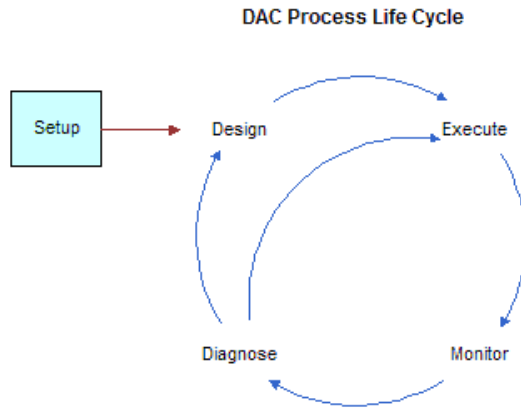 DAC Process Life Cycle
Setup
Design
Execute
Diagnose
Monitor